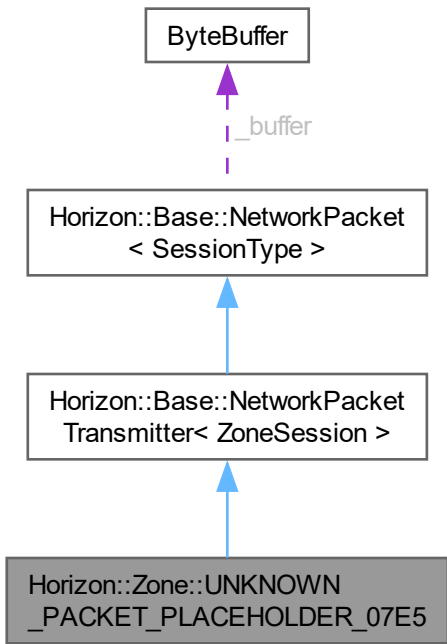 ByteBuffer
_buffer
Horizon::Base::NetworkPacket
< SessionType >
Horizon::Base::NetworkPacket
Transmitter< ZoneSession >
Horizon::Zone::UNKNOWN
_PACKET_PLACEHOLDER_07E5